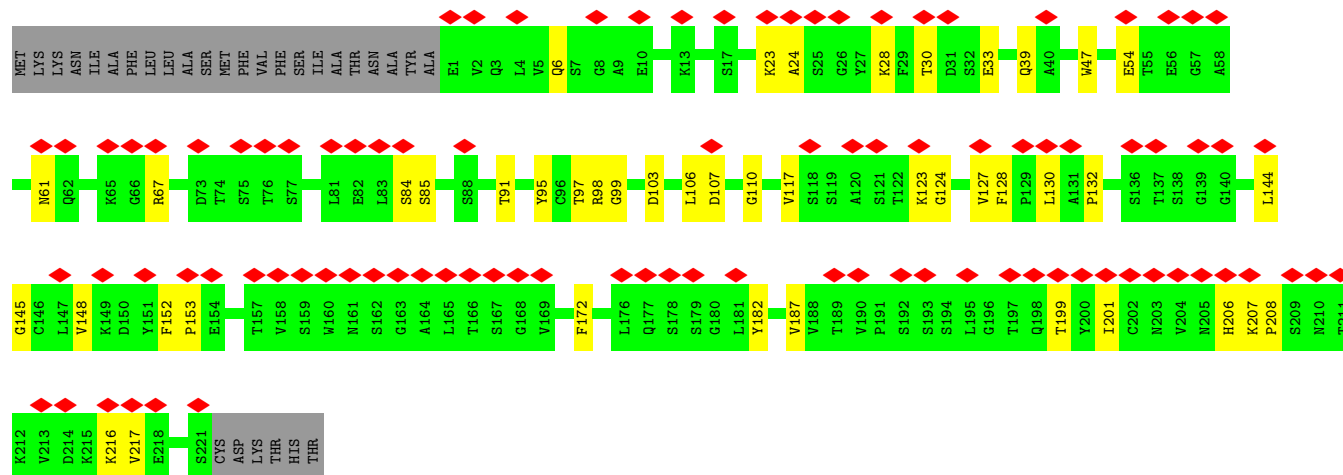 MET LYS LYS ASN ILE ALA PHE LEU LEU ALA SER MET PHE VAL PHE SER ILE ALA THR ASN ALA TYR ALA E1 V2 Q3 L4 V5 Q6 S7 G8 A9 E10 K13 S17 K23 A24 S25 G26 Y27 K28 F29 T30 D31 S32 E33 Q39 A40 W47 E54 T55 E56 G57 A58
N61 Q62 K65 G66 R67 D73 T74 S75 T76 S77 L81 E82 L83 S84 S85 S88 T91 Y95 C96 T97 R98 G99 D103 L106 D107 G110 V117 S118 S119 A120 S121 T122 K123 G124 V127 F128 P129 L130 A131 P132 S136 T137 S138 G139 G140 L144
G145 C146 L147 V148 K149 D150 Y151 F152 P153 E154 T157 V158 S159 W160 N161 S162 G163 A164 L165 T166 S167 G168 V169 F172 L176 Q177 S178 S179 G180 L181 Y182 V187 V188 T189 V190 P191 S192 S193 S194 L195 G196 T197 Q198 T199 Y200 I201 C202 N203 V204 N205 H206 K207 P208 S209 N210 T211
K212 V213 D214 K215 K216 V217 E218 S221 CYS ASP LYS THR HIS THR